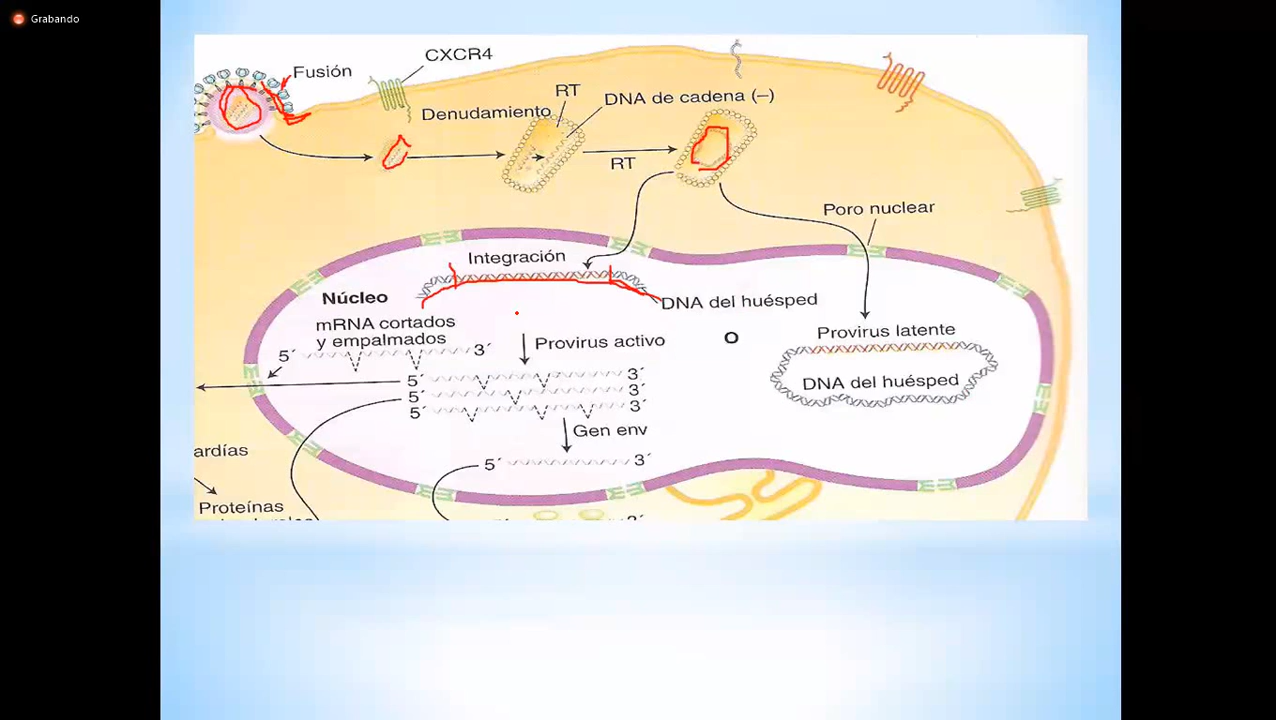 Grabando
CXCR4
Fusión
RT
DNA de cadena (–)
Denudamiento
RT
Poro nuclear
Integración
Núcleo
DNA del huésped
mRNA cortados
y empalmados
5´ 3´
Provirus activo
O
Provirus latente
DNA del huésped
5´ 3´
5´ 3´
5´ 3´
Gen env
ardías
5´ 3´
Proteínas